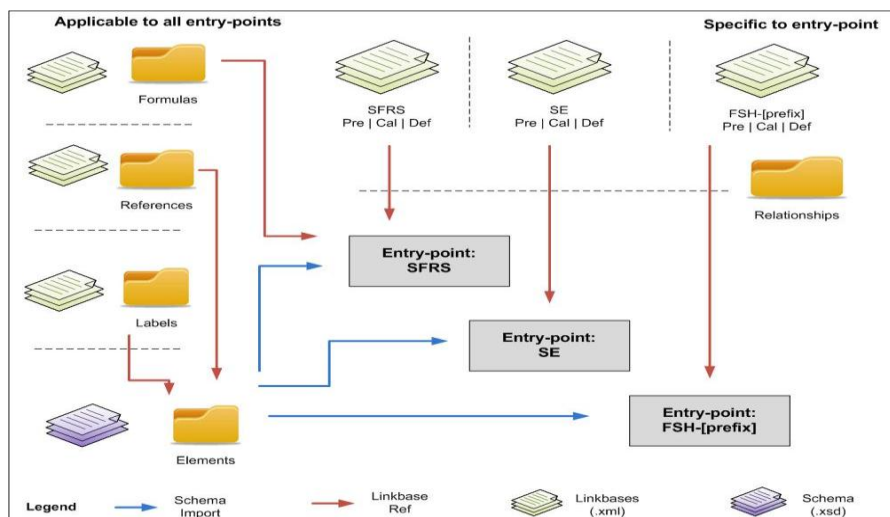 Applicable to all entry-points
Specific to entry-point
Formulas
References
Labels
Elements
SFRS
Pre | Cal | Def
SE
Pre | Cal | Def
FSH-[prefix]
Pre | Cal | Def
Relationships
Entry-point:
SFRS
Entry-point:
SE
Entry-point:
FSH-[prefix]
Legend
Schema
Import
Linkbase
Ref
Linkbases
(.xml)
Schema
(.xsd)